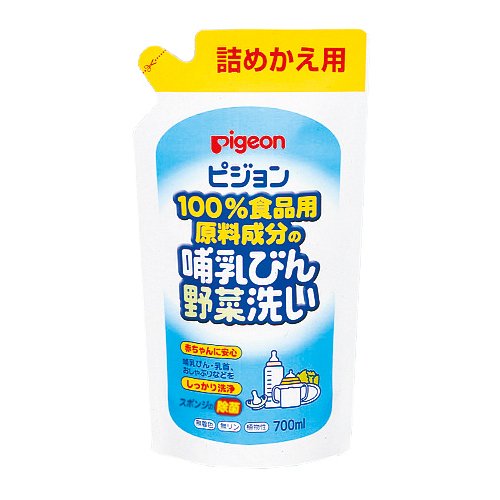 詰めかえ用
Pigeon
ピジョン
100%食品用
原料成分の
哺乳びん
野菜洗い
赤ちゃんに安心
哺乳びん・乳首、
おしゃぶりなどを
しっかり洗浄
スポンジの除菌
無着色 無リン 植物性 700ml